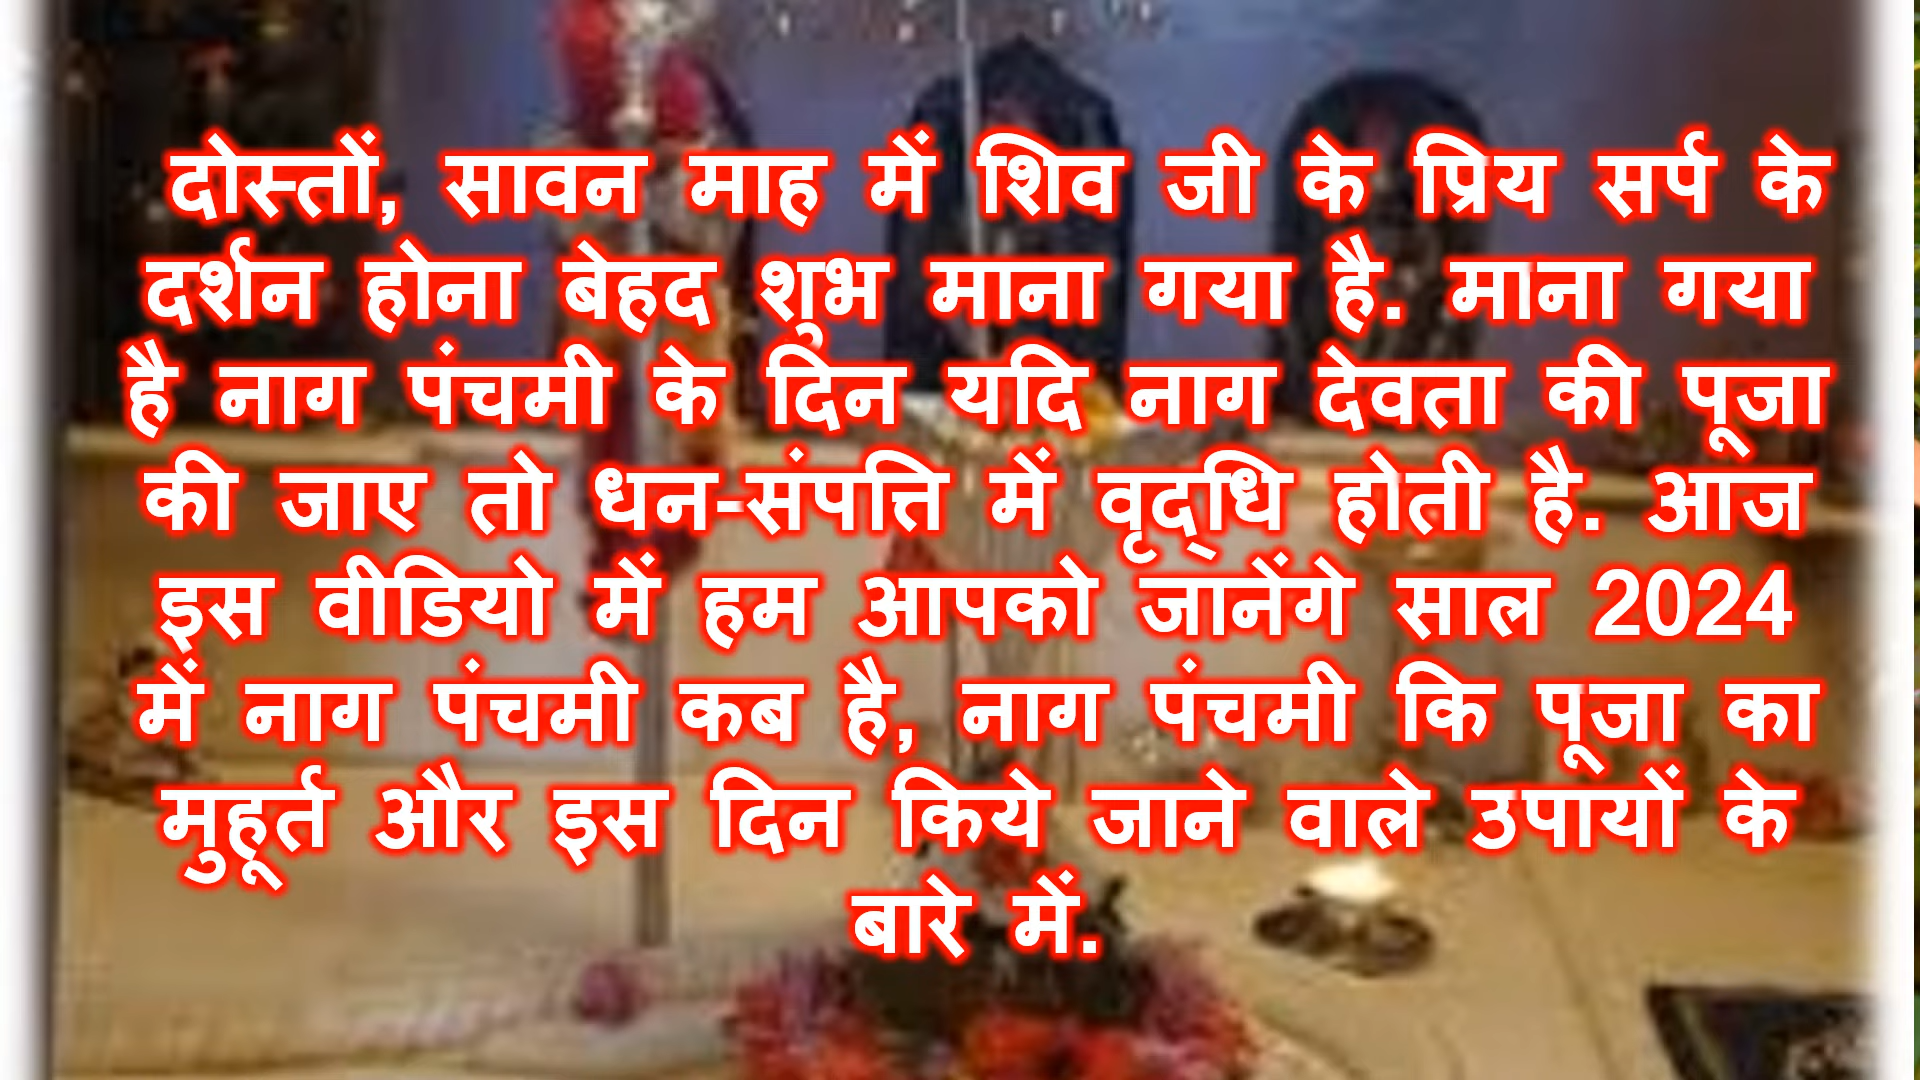 दोस्तों, सावन माह में शिव जी के प्रिय सर्प के
दर्शन होना बेहद शुभ माना गया है. माना गया
है नाग पंचमी के दिन यदि नाग देवता की पूजा
की जाए तो धन-संपत्ति में वृद्धि होती है. आज
इस वीडियो में हम आपको जानेंगे साल 2024
में नाग पंचमी कब है, नाग पंचमी कि पूजा का
मुहूर्त और इस दिन किये जाने वाले उपायों के
बारे में.